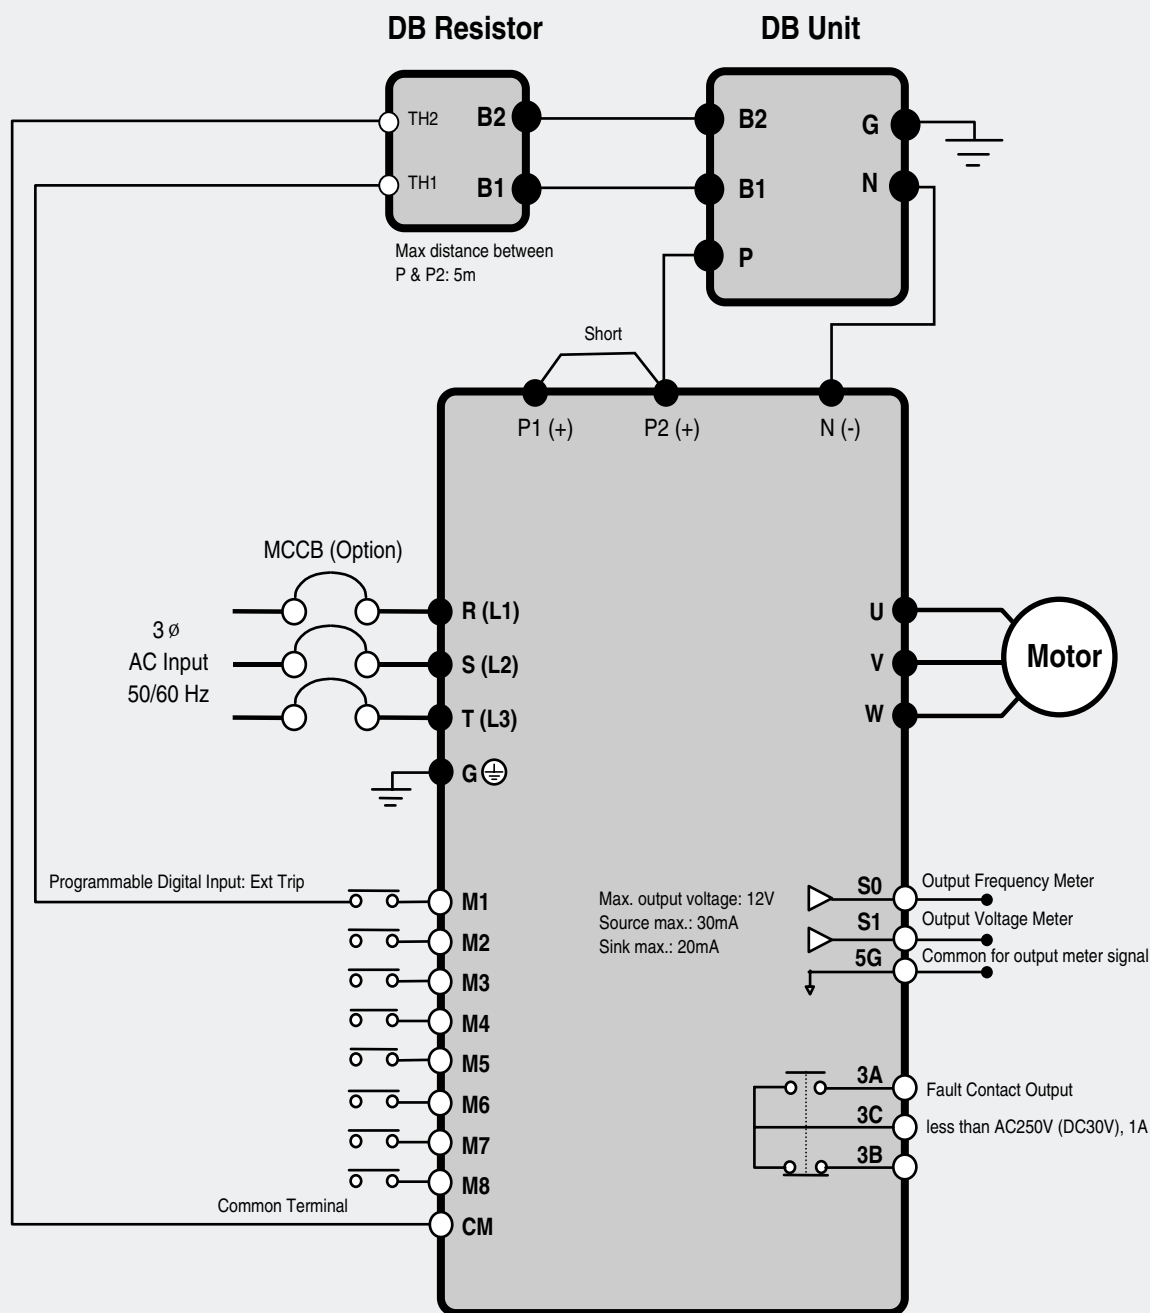 DB Resistor
DB Unit
TH2
B2
TH1
B1
B2
G
B1
N
P
Max distance between
P & P2: 5m
Short
P1 (+)
P2 (+)
N (-)
MCCB (Option)
3 ø
AC Input
50/60 Hz
R (L1)
S (L2)
T (L3)
G
U
V
W
Motor
Programmable Digital Input: Ext Trip
M1
M2
M3
M4
M5
M6
M7
M8
Common Terminal
CM
Max. output voltage: 12V
Source max.: 30mA
Sink max.: 20mA
S0
Output Frequency Meter
S1
Output Voltage Meter
5G
Common for output meter signal
3A
Fault Contact Output
3C
less than AC250V (DC30V), 1A
3B